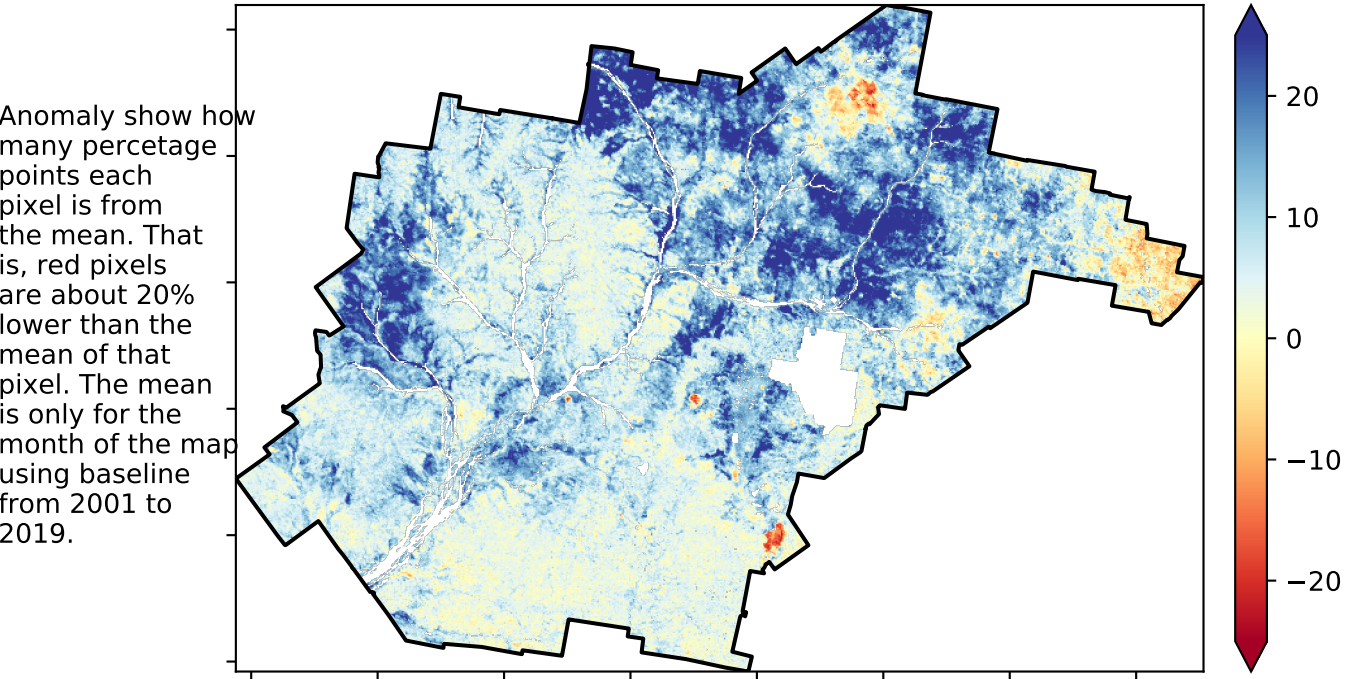 Anomaly show how
many percetage
points each
pixel is from
the mean. That
is, red pixels
are about 20%
lower than the
mean of that
pixel. The mean
is only for the
month of the map
using baseline
from 2001 to
2019.
20
10
0
−10
−20